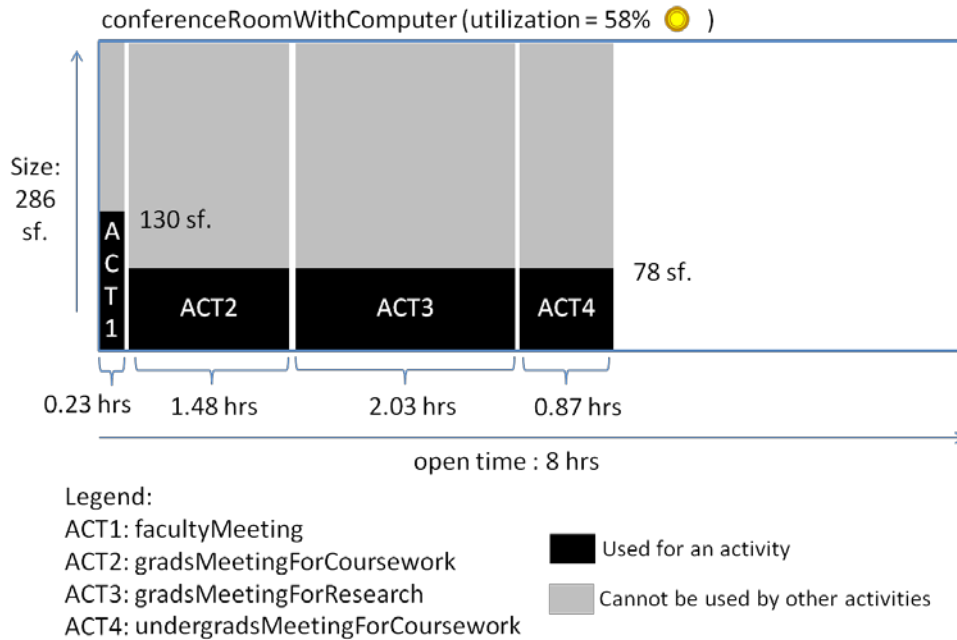 conferenceRoomWithComputer (utilization = 58% )
Size:
286
sf.
ACT1
130 sf.
ACT2
ACT3
ACT4
78 sf.
0.23 hrs
1.48 hrs
2.03 hrs
0.87 hrs
open time : 8 hrs
Legend:
ACT1: facultyMeeting
ACT2: gradsMeetingForCoursework
ACT3: gradsMeetingForResearch
ACT4: undergradsMeetingForCoursework
Used for an activity
Cannot be used by other activities